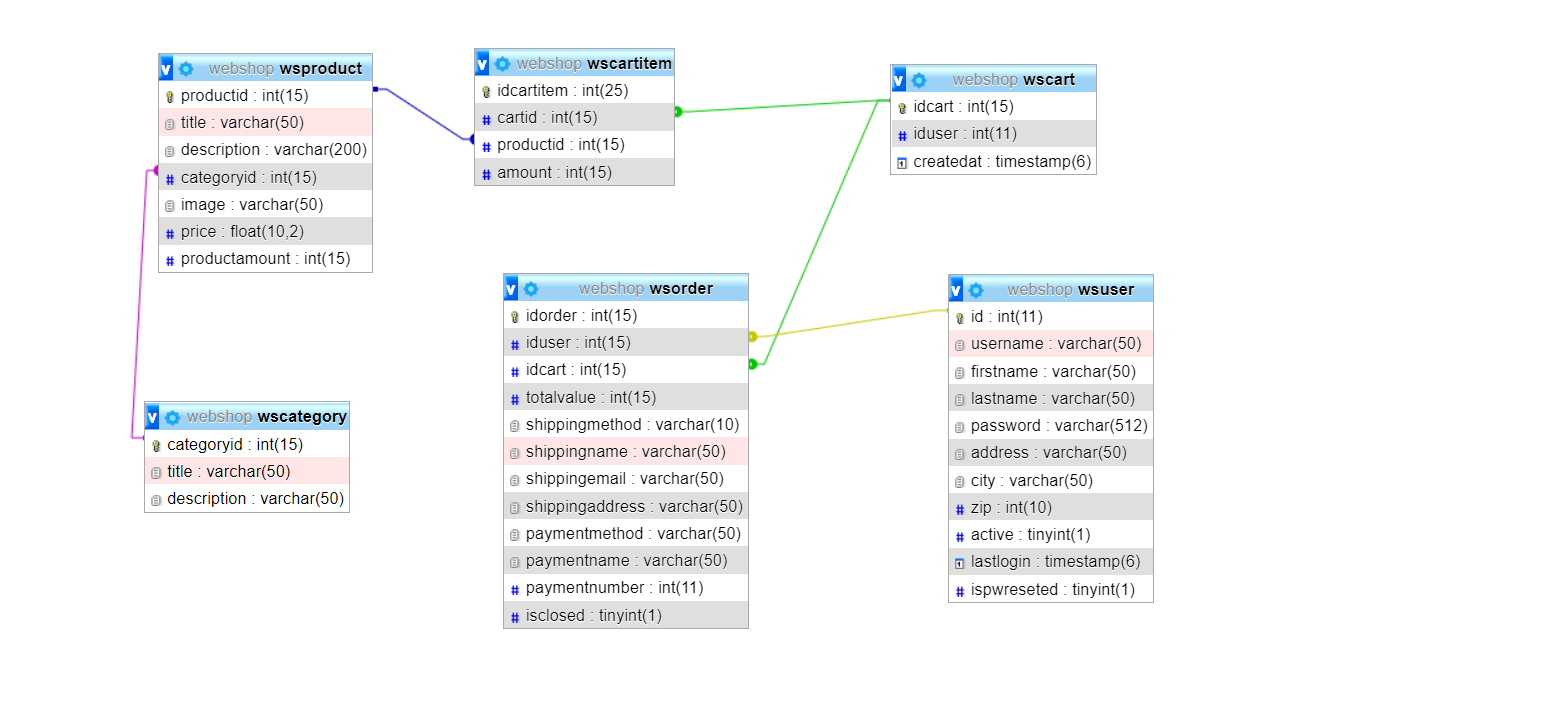 v webshop wsproduct
productid : int(15)
title : varchar(50)
description : varchar(200)
# categoryid : int(15)
image : varchar(50)
# price : float(10,2)
# productamount : int(15)
v webshop wscartitem
idcartitem : int(25)
# cartid : int(15)
# productid : int(15)
# amount : int(15)
v webshop wscart
idcart : int(15)
# iduser : int(11)
createdat : timestamp(6)
v webshop wsorder
idorder : int(15)
# iduser : int(15)
# idcart : int(15)
# totalvalue : int(15)
shippingmethod : varchar(10)
shippingname : varchar(50)
shippingemail : varchar(50)
shippingaddress : varchar(50)
paymentmethod : varchar(50)
paymentname : varchar(50)
# paymentnumber : int(11)
# isclosed : tinyint(1)
v webshop wsuser
id : int(11)
username : varchar(50)
firstname : varchar(50)
lastname : varchar(50)
password : varchar(512)
address : varchar(50)
city : varchar(50)
# zip : int(10)
# active : tinyint(1)
lastlogin : timestamp(6)
# ispwreseted : tinyint(1)
v webshop wscategory
categoryid : int(15)
title : varchar(50)
description : varchar(50)